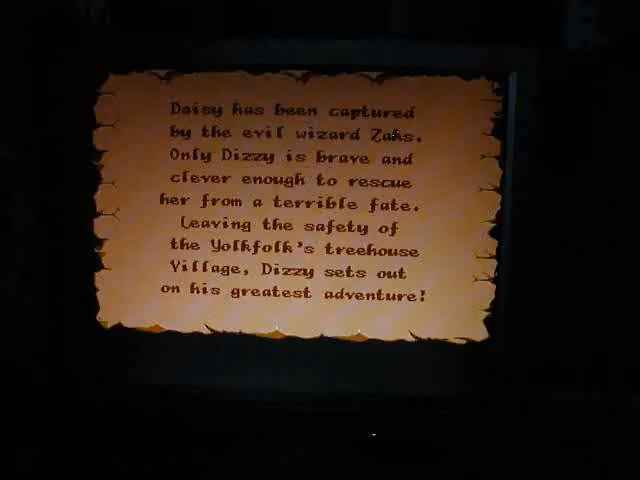 Daisy has been captured
by the evil wizard Zaks.
Only Dizzy is brave and
clever enough to rescue
her from a terrible fate.
Leaving the safety of
the Yolkfolk's treehouse
Village, Dizzy sets out
on his greatest adventure!